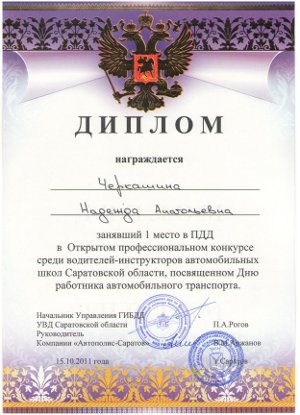 ДИПЛОМ
награждается
Черкашина
Надежда Анатольевна
занявший 1 место в ПДД
в Открытом профессиональном конкурсе
среди водителей-инструкторов автомобильных
школ Саратовской области, посвященном Дню
работника автомобильного транспорта.
Начальник Управления ГИБДД
УВД Саратовской области П.А.Рогов
Руководитель
Компании «Автополис-Саратов» В.М.Аржанов
15.10.2011 года г.Саратов